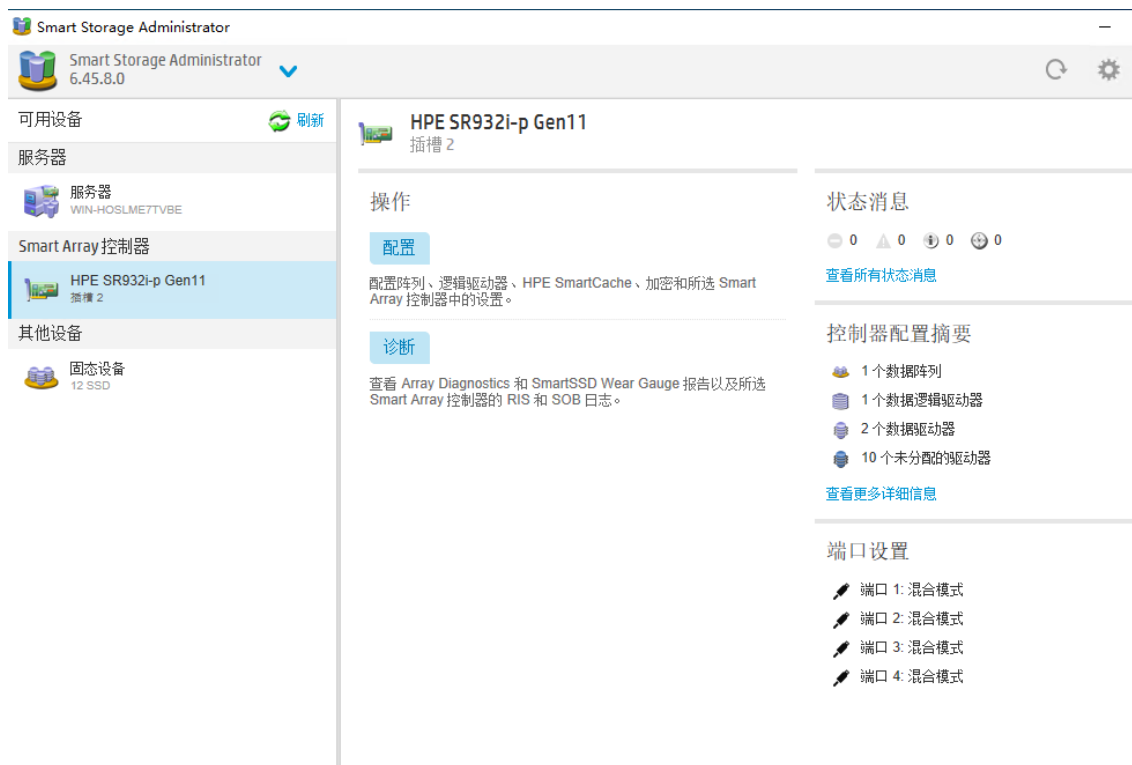 Smart Storage Administrator
Smart Storage Administrator
6.45.8.0
可用设备
刷新
服务器
服务器
WIN-HOSLME7TVBE
Smart Array 控制器
HPE SR932i-p Gen11
插槽 2
其他设备
固态设备
12 SSD
HPE SR932i-p Gen11
插槽 2
操作
配置
配置阵列、逻辑驱动器、HPE SmartCache、加密和所选 Smart
Array 控制器中的设置。
诊断
查看 Array Diagnostics 和 SmartSSD Wear Gauge 报告以及所选
Smart Array 控制器的 RIS 和 SOB 日志。
状态消息
0 0 0 0
查看所有状态消息
控制器配置摘要
1 个数据阵列
1 个数据逻辑驱动器
2 个数据驱动器
10 个未分配的驱动器
查看更多详细信息
端口设置
端口 1: 混合模式
端口 2: 混合模式
端口 3: 混合模式
端口 4: 混合模式